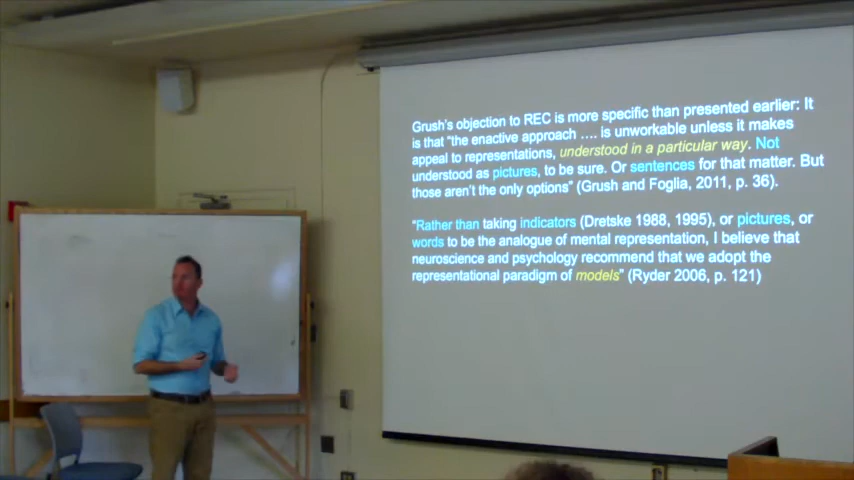 Grush's objection to REC is more specific than presented earlier: It
is that "the enactive approach .... is unworkable unless it makes
appeal to representations, understood in a particular way. Not
understood as pictures, to be sure. Or sentences for that matter. But
those aren't the only options" (Grush and Foglia, 2011, p. 36).
"Rather than taking indicators (Dretske 1988, 1995), or pictures, or
words to be the analogue of mental representation, I believe that
neuroscience and psychology recommend that we adopt the
representational paradigm of models" (Ryder 2006, p. 121)